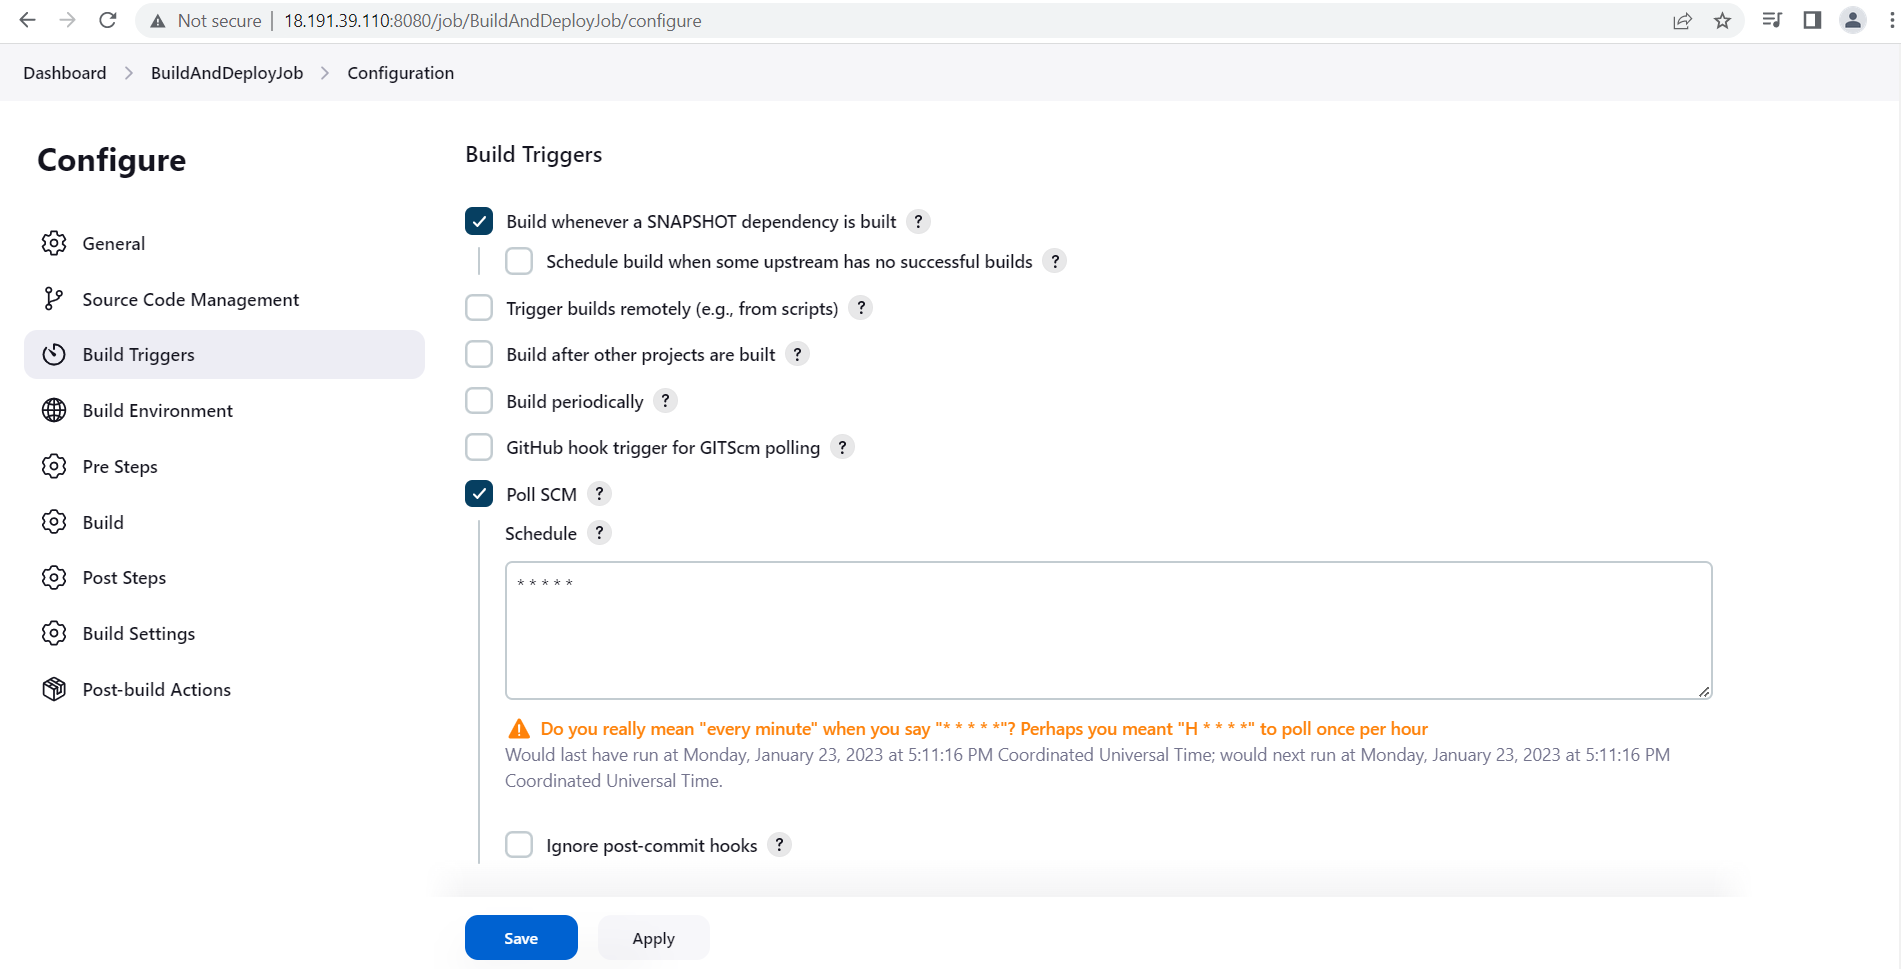 Not secure | 18.191.39.110:8080/job/BuildAndDeployJob/configure
Dashboard > BuildAndDeployJob > Configuration
Configure
General
Source Code Management
Build Triggers
Build Environment
Pre Steps
Build
Post Steps
Build Settings
Post-build Actions
Build Triggers
Build whenever a SNAPSHOT dependency is built ?
Schedule build when some upstream has no successful builds ?
Trigger builds remotely (e.g., from scripts) ?
Build after other projects are built ?
Build periodically ?
GitHub hook trigger for GITScm polling ?
Poll SCM ?
Schedule ?
* * * * *
Do you really mean "every minute" when you say "* * * * *"? Perhaps you meant "H * * * *" to poll once per hour
Would last have run at Monday, January 23, 2023 at 5:11:16 PM Coordinated Universal Time; would next run at Monday, January 23, 2023 at 5:11:16 PM
Coordinated Universal Time.
Ignore post-commit hooks ?
Save
Apply